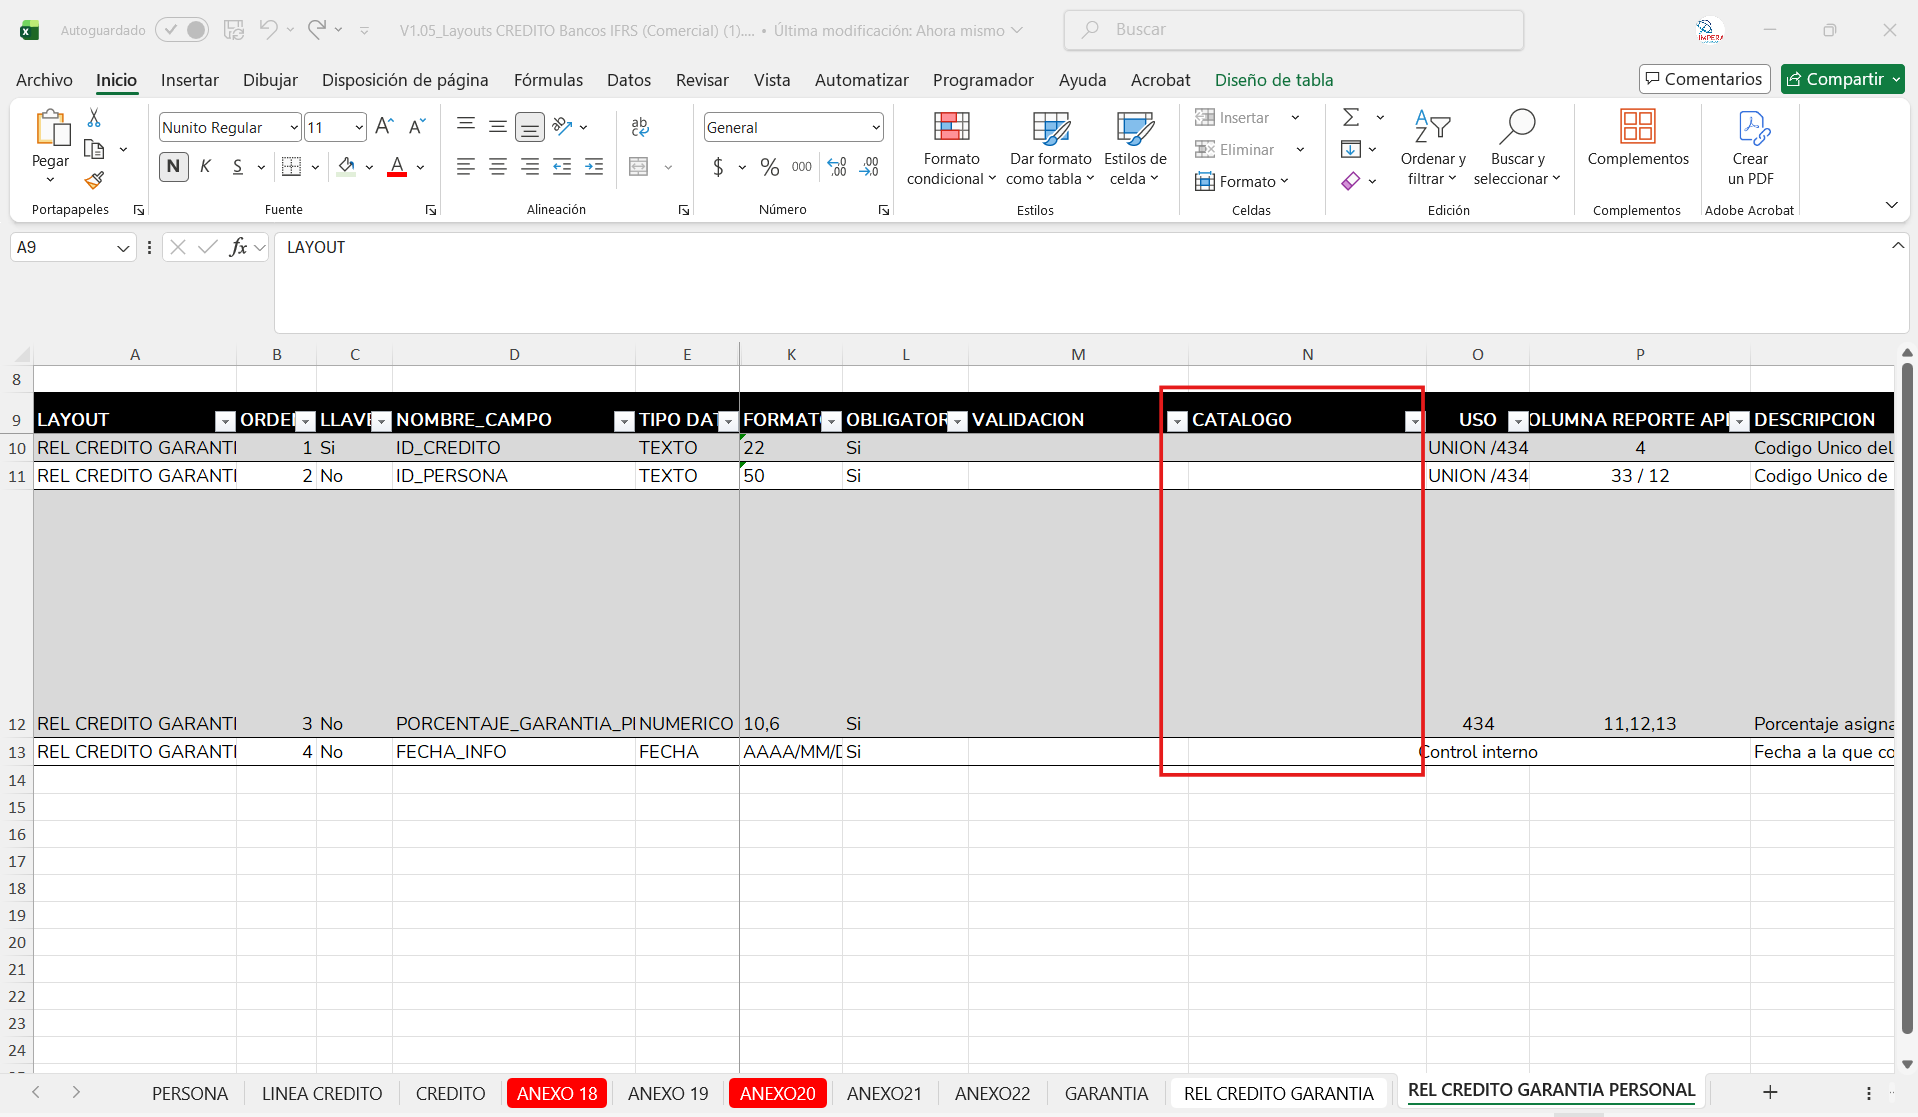 Autoguardado
V1.05_Layouts CREDITO Bancos IFRS (Comercial) (1).... • Última modificación: Ahora mismo
Buscar
Archivo Inicio Insertar Dibujar Disposición de página Fórmulas Datos Revisar Vista Automatizar Programador Ayuda Acrobat Diseño de tabla
Comentarios Compartir
Pegar
Portapapeles
Nunito Regular 11
N K S
Fuente
Alineación
General
$ % 000
Número
Formato condicional
Dar formato como tabla
Estilos de celda
Estilos
Insertar
Eliminar
Formato
Celdas
Ordenar y filtrar
Buscar y seleccionar
Edición
Complementos
Complementos
Crear un PDF
Adobe Acrobat
A9 fx LAYOUT
A B C D E K L M N O P
8
9 LAYOUT ORDE LLAVE NOMBRE_CAMPO TIPO DAT FORMAT OBLIGATOR VALIDACION CATALOGO USO OLUMNA REPORTE API DESCRIPCION
10 REL CREDITO GARANTI 1 Si ID_CREDITO TEXTO 22 Si UNION /434 4 Codigo Unico del
11 REL CREDITO GARANTI 2 No ID_PERSONA TEXTO 50 Si UNION /434 33 / 12 Codigo Unico de
12 REL CREDITO GARANTI 3 No PORCENTAJE_GARANTIA_PI NUMERICO 10,6 Si 434 11,12,13 Porcentaje asigna
13 REL CREDITO GARANTI 4 No FECHA_INFO FECHA AAAA/MM/D Si Control interno Fecha a la que co
14
15
16
17
18
19
20
21
22
23
24
PERSONA LINEA CREDITO CREDITO ANEXO 18 ANEXO 19 ANEXO20 ANEXO21 ANEXO22 GARANTIA REL CREDITO GARANTIA REL CREDITO GARANTIA PERSONAL